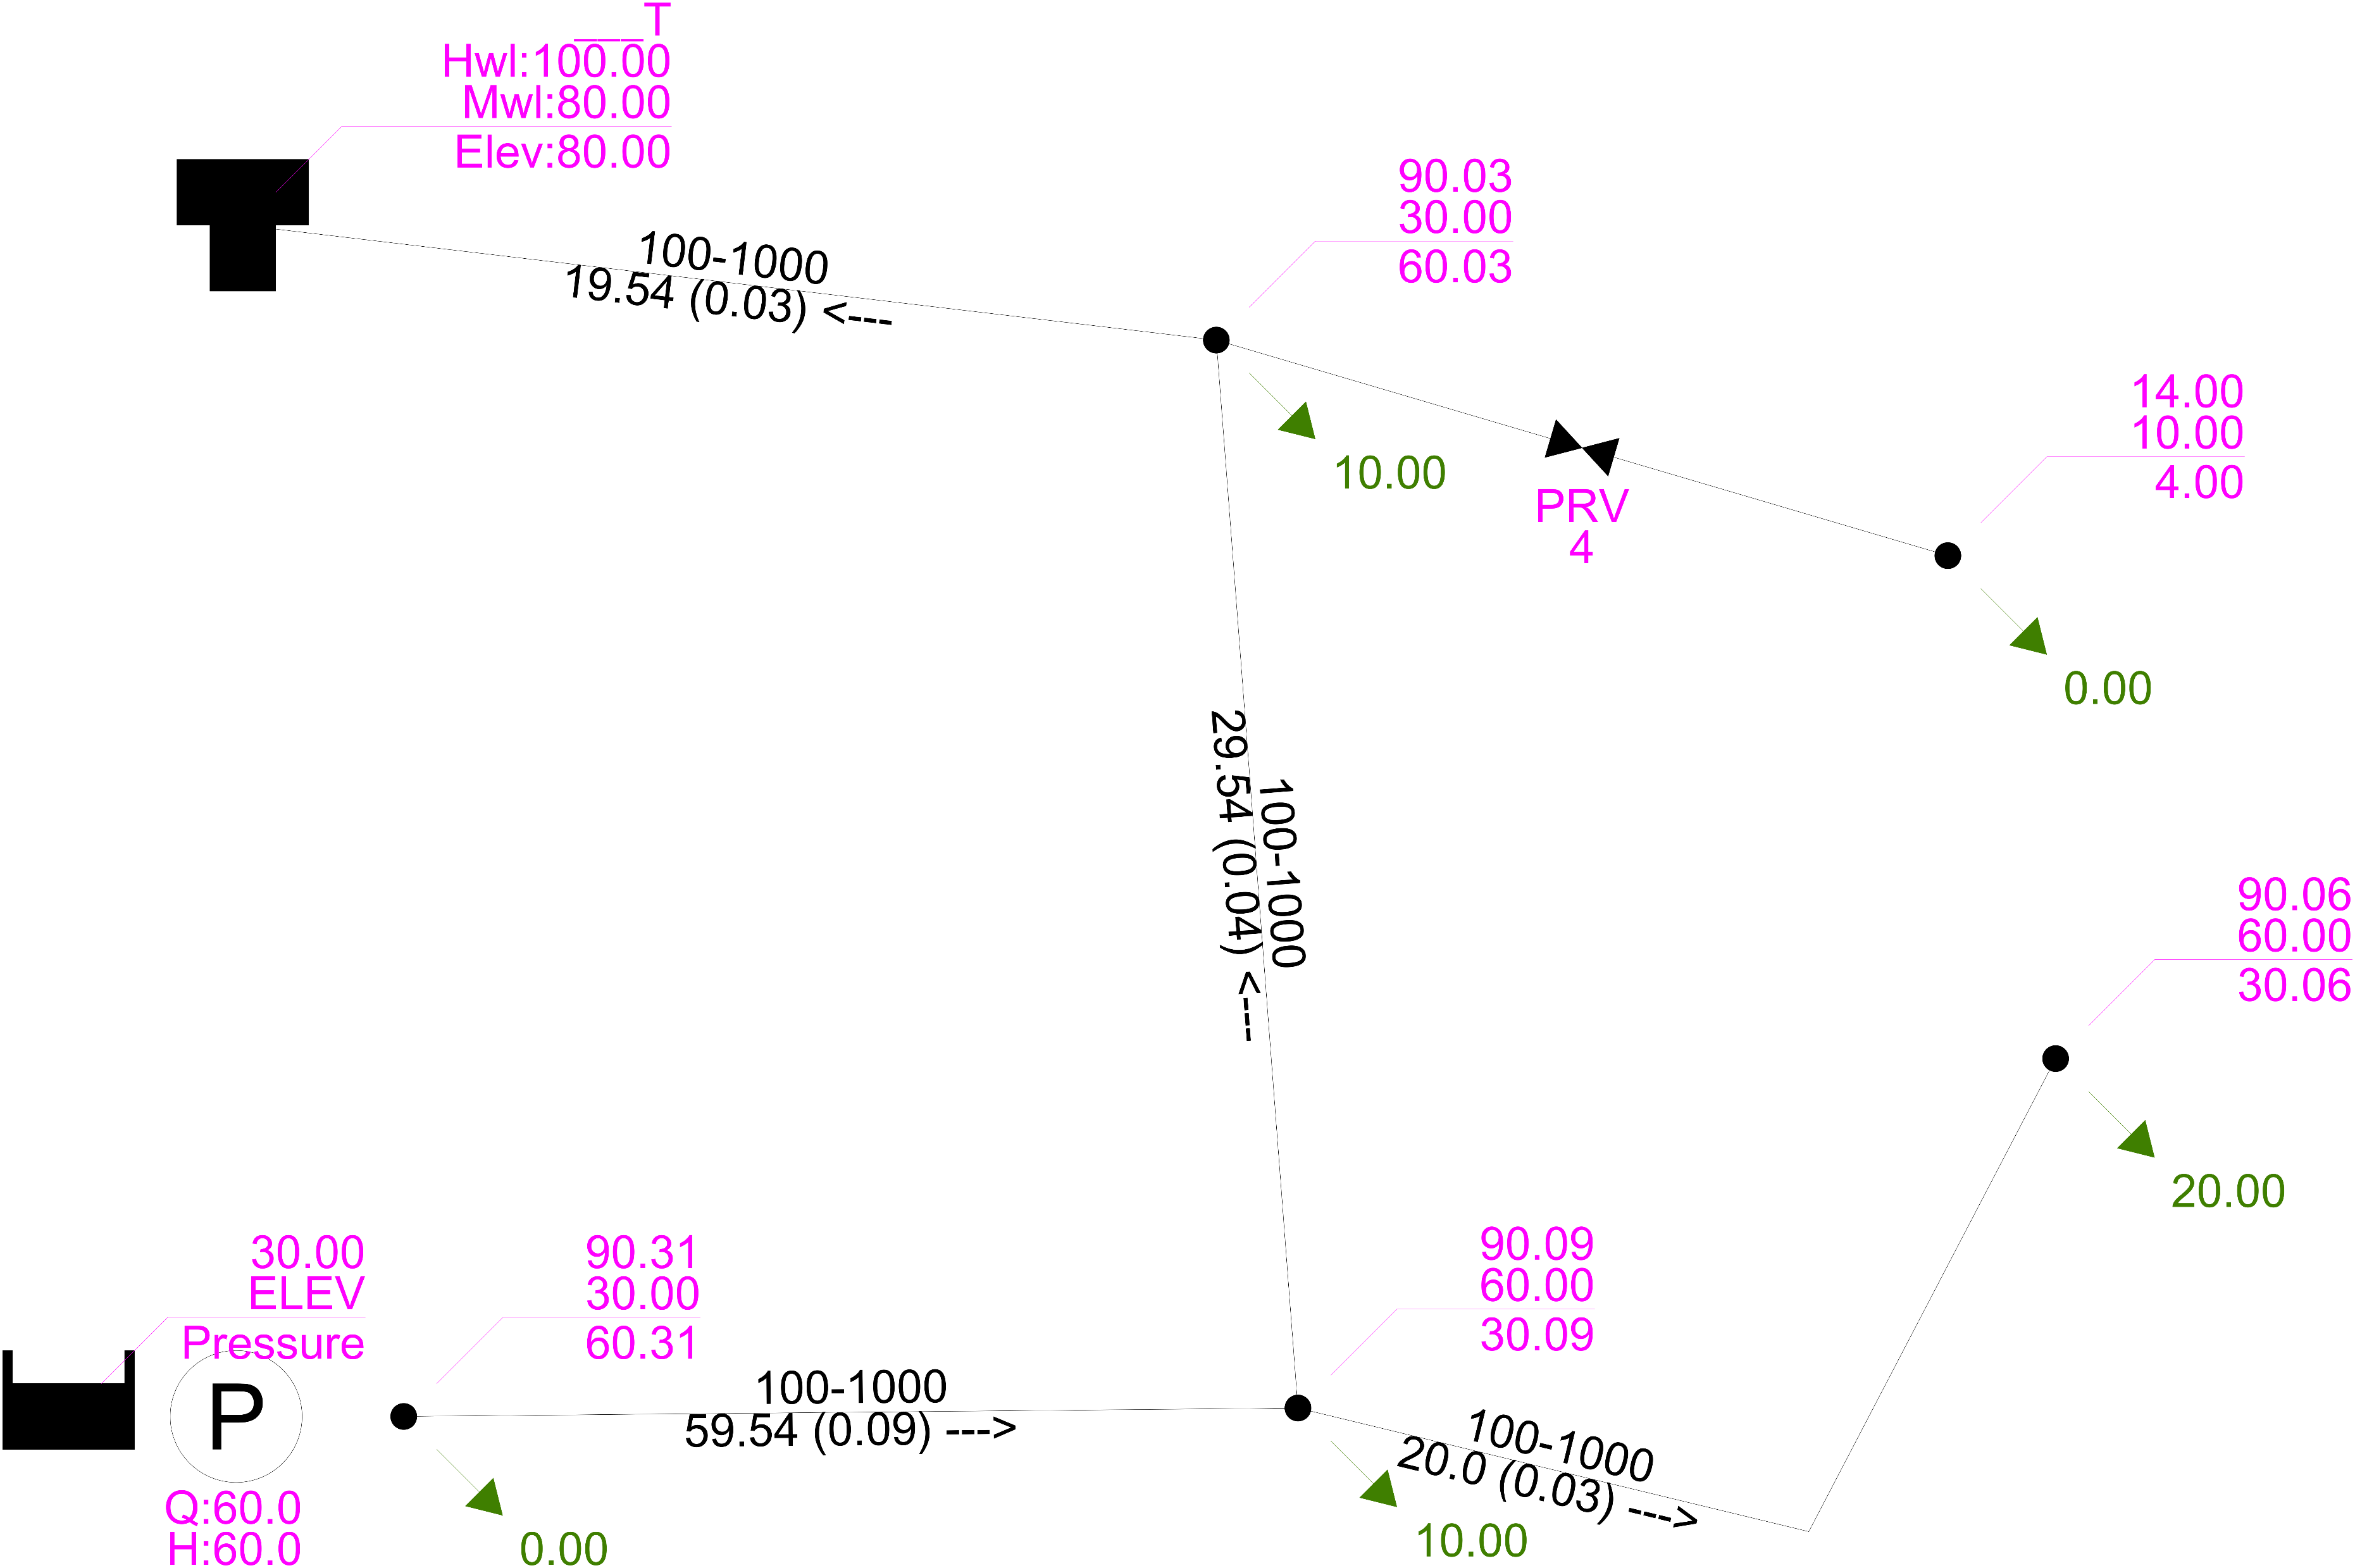 ___T
Hwl:100.00
Mwl:80.00
Elev:80.00
100-1000
19.54 (0.03) <---
90.03
30.00
60.03
10.00
PRV
4
14.00
10.00
4.00
0.00
100-1000
29.54 (0.04) <---
90.06
60.00
30.06
20.00
30.00
ELEV
Pressure
P
Q:60.0
H:60.0
90.31
30.00
60.31
0.00
100-1000
59.54 (0.09) --->
90.09
60.00
30.09
10.00
100-1000
20.0 (0.03) --->